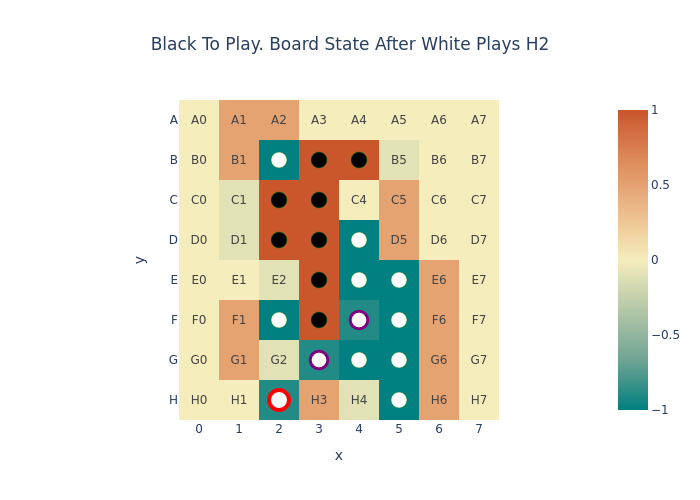 Black To Play. Board State After White Plays H2
A A0 A1 A2 A3 A4 A5 A6 A7
B B0 B1 B5 B6 B7
C C0 C1 C4 C5 C6 C7
D D0 D1 D5 D6 D7
E E0 E1 E2 E6 E7
F F0 F1 F6 F7
G G0 G1 G2 G6 G7
H H0 H1 H3 H4 H6 H7
0 1 2 3 4 5 6 7
x
y
1
0.5
0
−0.5
−1